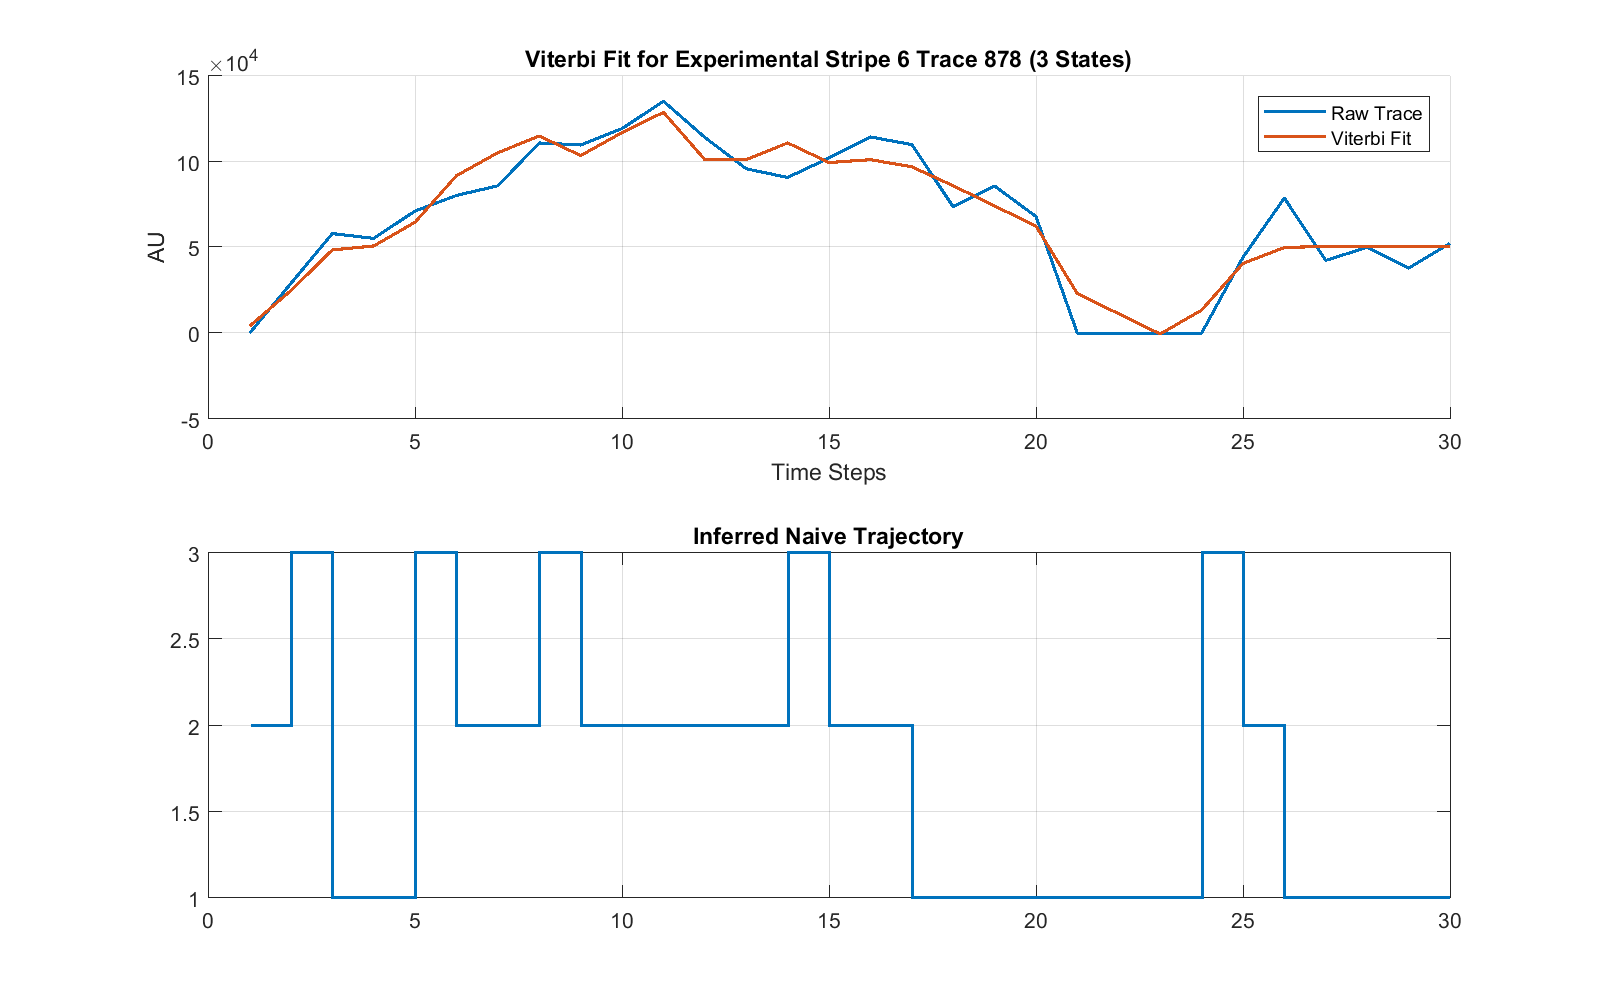 Viterbi Fit for Experimental Stripe 6 Trace 878 (3 States)
×10^4
15
10
5
0
-5
AU
Raw Trace
Viterbi Fit
0 5 10 15 20 25 30
Time Steps
Inferred Naive Trajectory
3
2.5
2
1.5
1
0 5 10 15 20 25 30